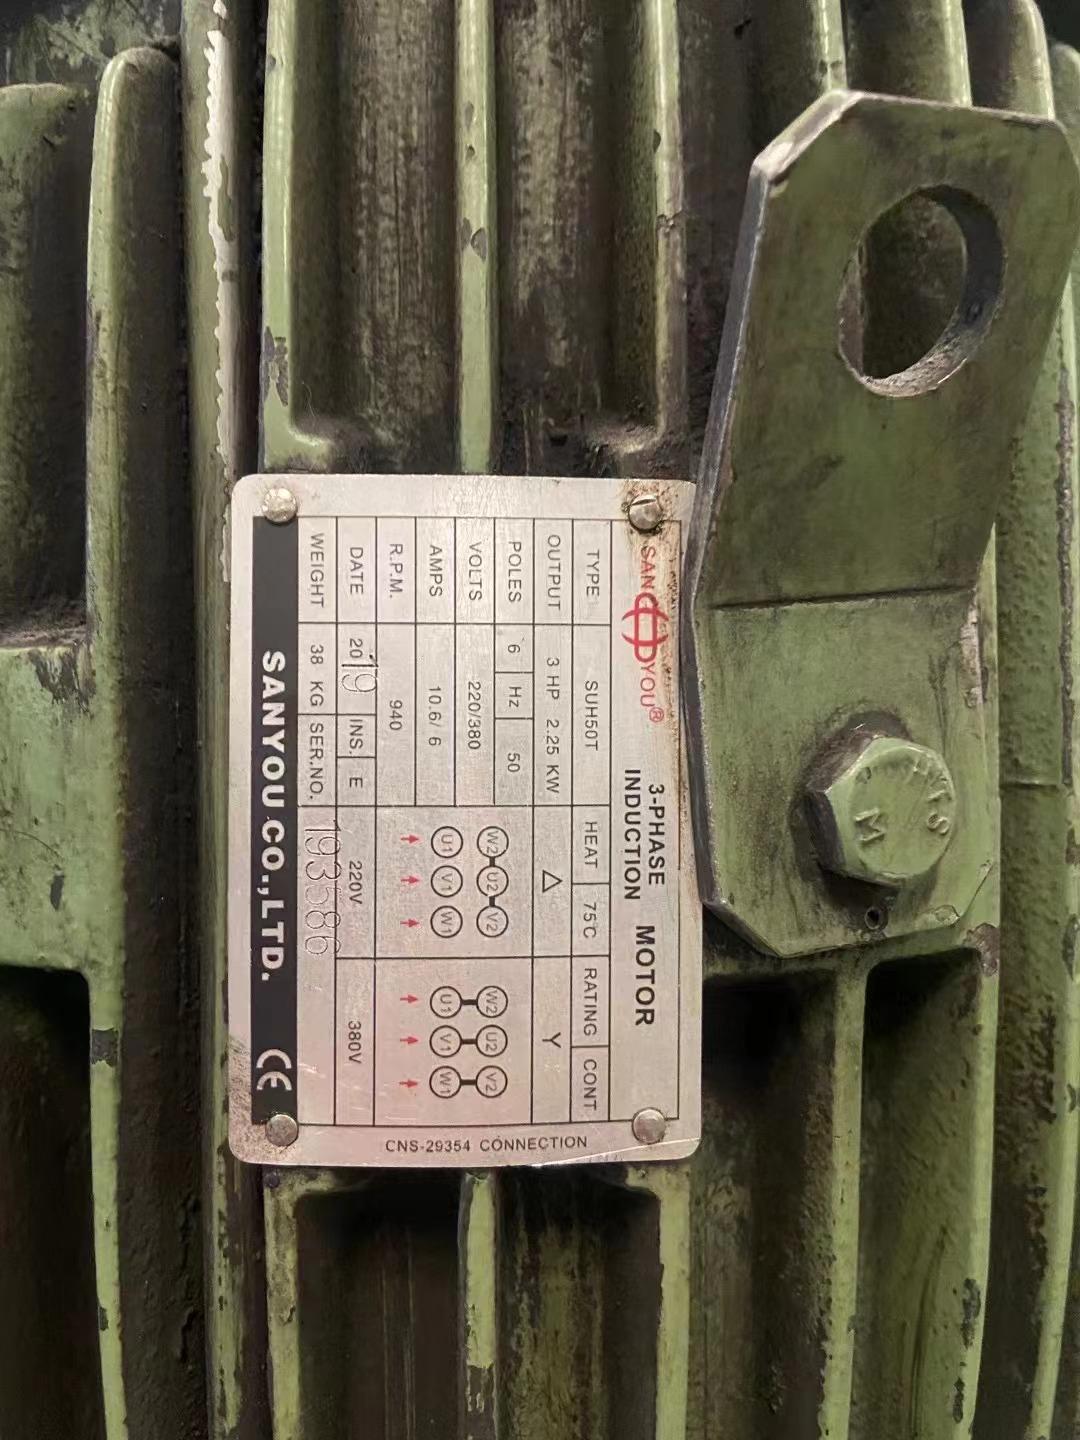 SANYOU®
3-PHASE
INDUCTION MOTOR
TYPE SUH50T HEAT 75℃ RATING CONT
OUTPUT 3 HP 2.25 KW △ Y
POLES 6 Hz 50
VOLTS 220/380
W2 U2 V2 W2 U2 V2
AMPS 10.6/6
U1 V1 W1 U1 V1 W1
R.P.M. 940
DATE 2019 INS. E 220V 380V
WEIGHT 38 KG SER.NO. 193586
SANYOU CO.,LTD. CE
CNS-29354 CONNECTION
M